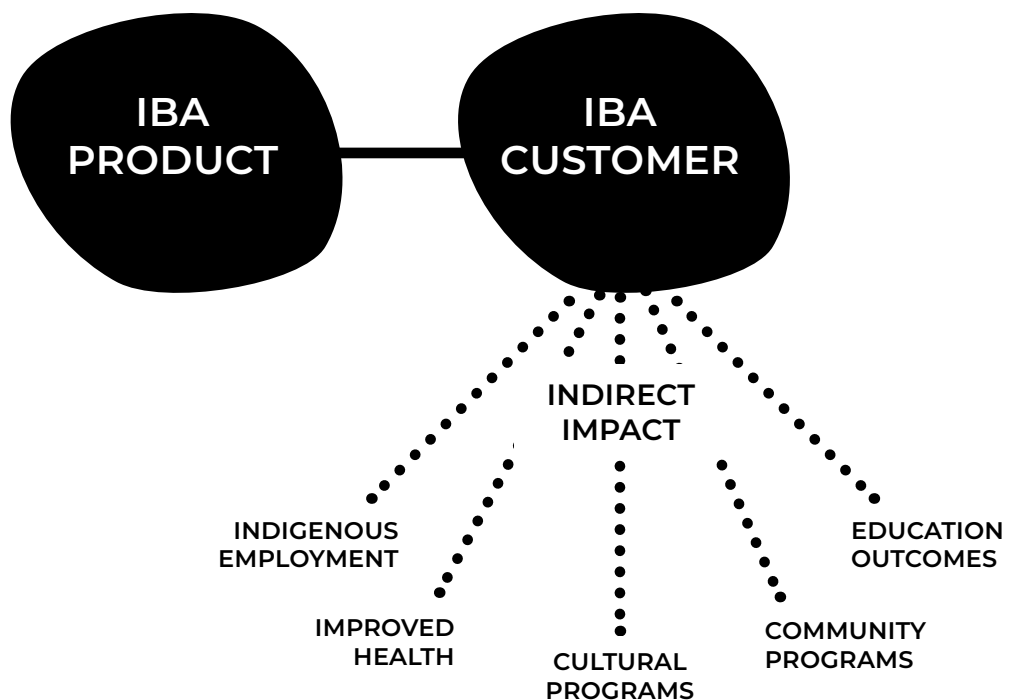 IBA
PRODUCT
IBA
CUSTOMER
INDIRECT
IMPACT
INDIGENOUS
EMPLOYMENT
IMPROVED
HEALTH
CULTURAL
PROGRAMS
COMMUNITY
PROGRAMS
EDUCATION
OUTCOMES